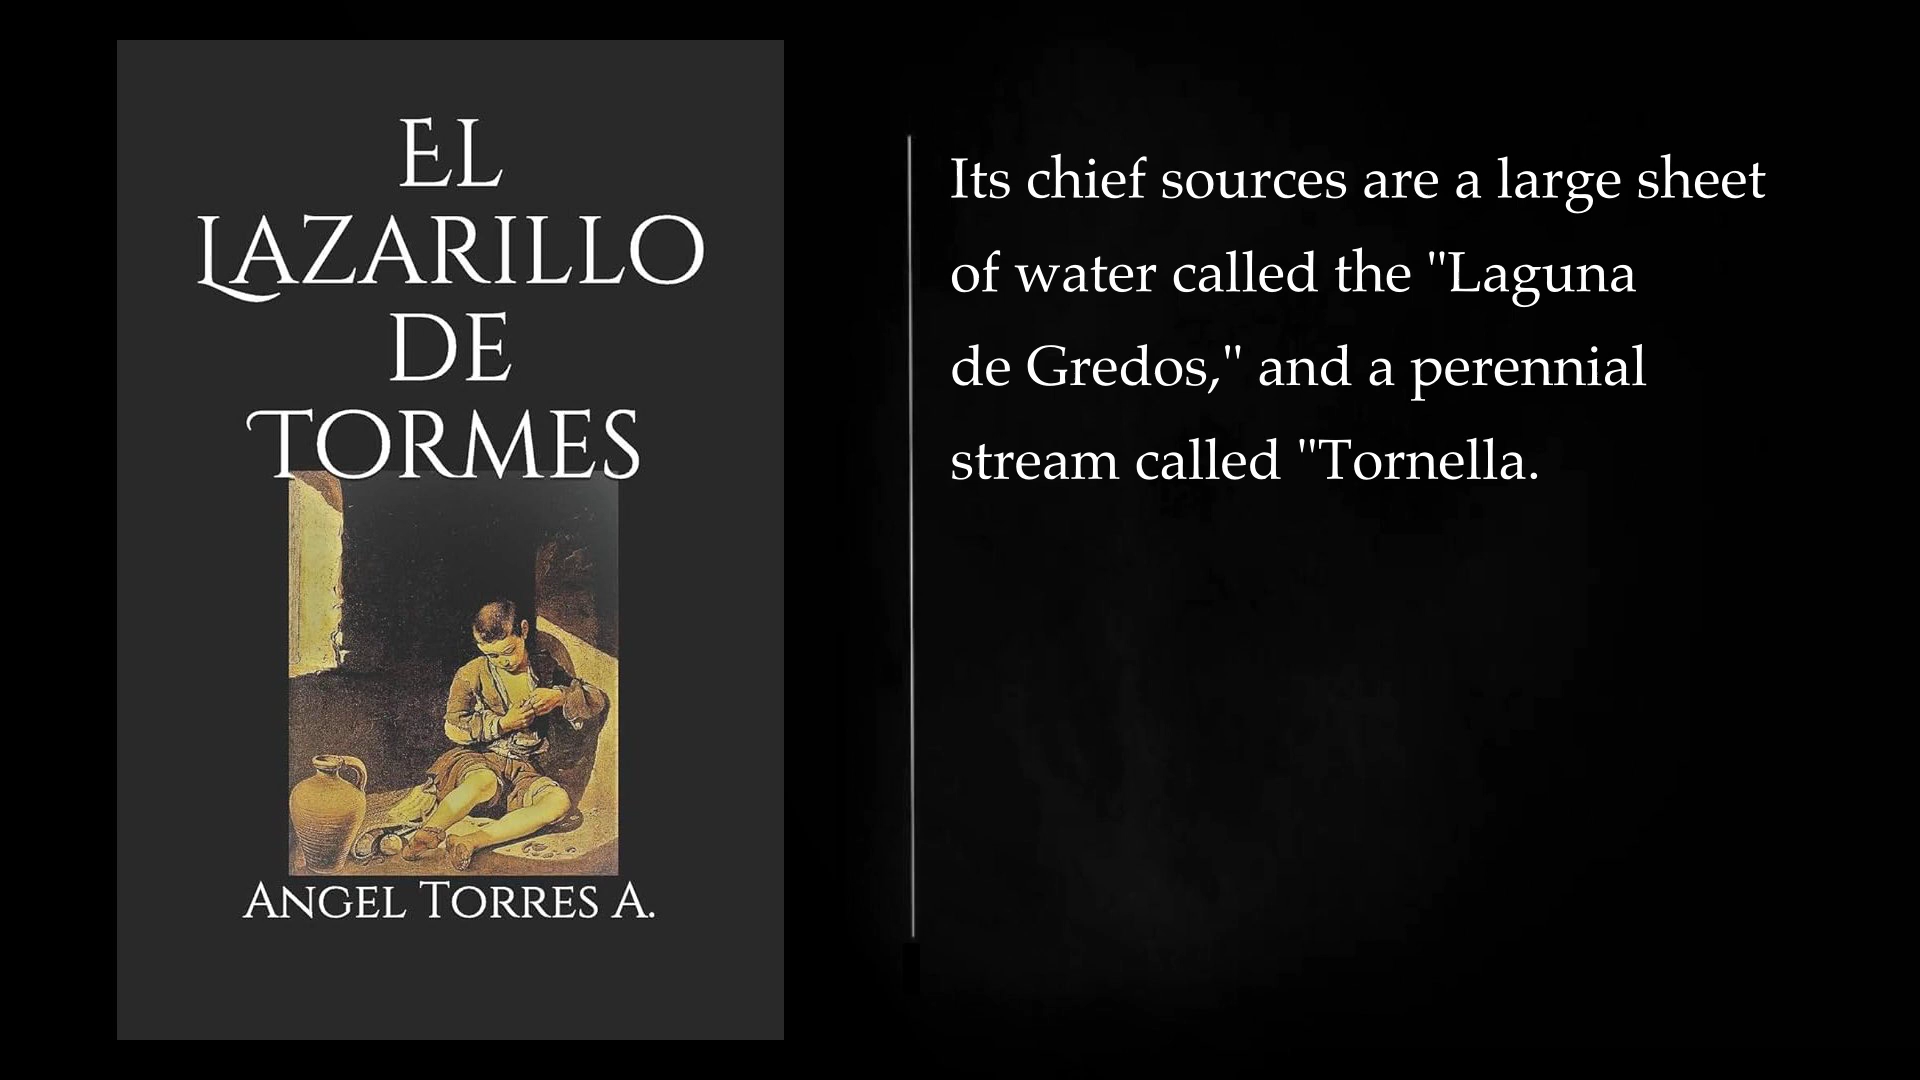 EL
LAZARILLO
DE
TORMES
ANGEL TORRES A.
Its chief sources are a large sheet
of water called the "Laguna
de Gredos," and a perennial
stream called "Tornella.